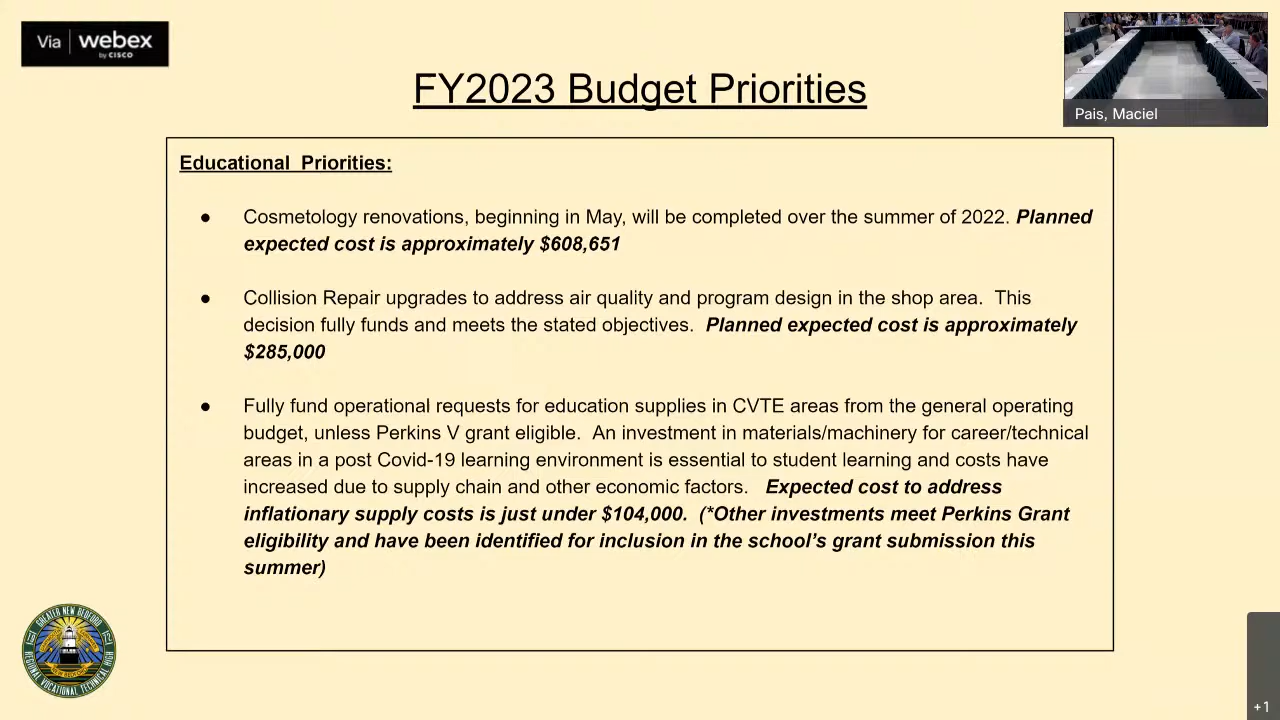 Via webex
by CISCO
FY2023 Budget Priorities
Pais, Maciel
Educational Priorities:
● Cosmetology renovations, beginning in May, will be completed over the summer of 2022. Planned
expected cost is approximately $608,651
● Collision Repair upgrades to address air quality and program design in the shop area. This
decision fully funds and meets the stated objectives. Planned expected cost is approximately
$285,000
● Fully fund operational requests for education supplies in CVTE areas from the general operating
budget, unless Perkins V grant eligible. An investment in materials/machinery for career/technical
areas in a post Covid-19 learning environment is essential to student learning and costs have
increased due to supply chain and other economic factors. Expected cost to address
inflationary supply costs is just under $104,000. (*Other investments meet Perkins Grant
eligibility and have been identified for inclusion in the school's grant submission this
summer)
GREATER NEW BEDFORD
REGIONAL VOCATIONAL TECHNICAL HIGH
+1